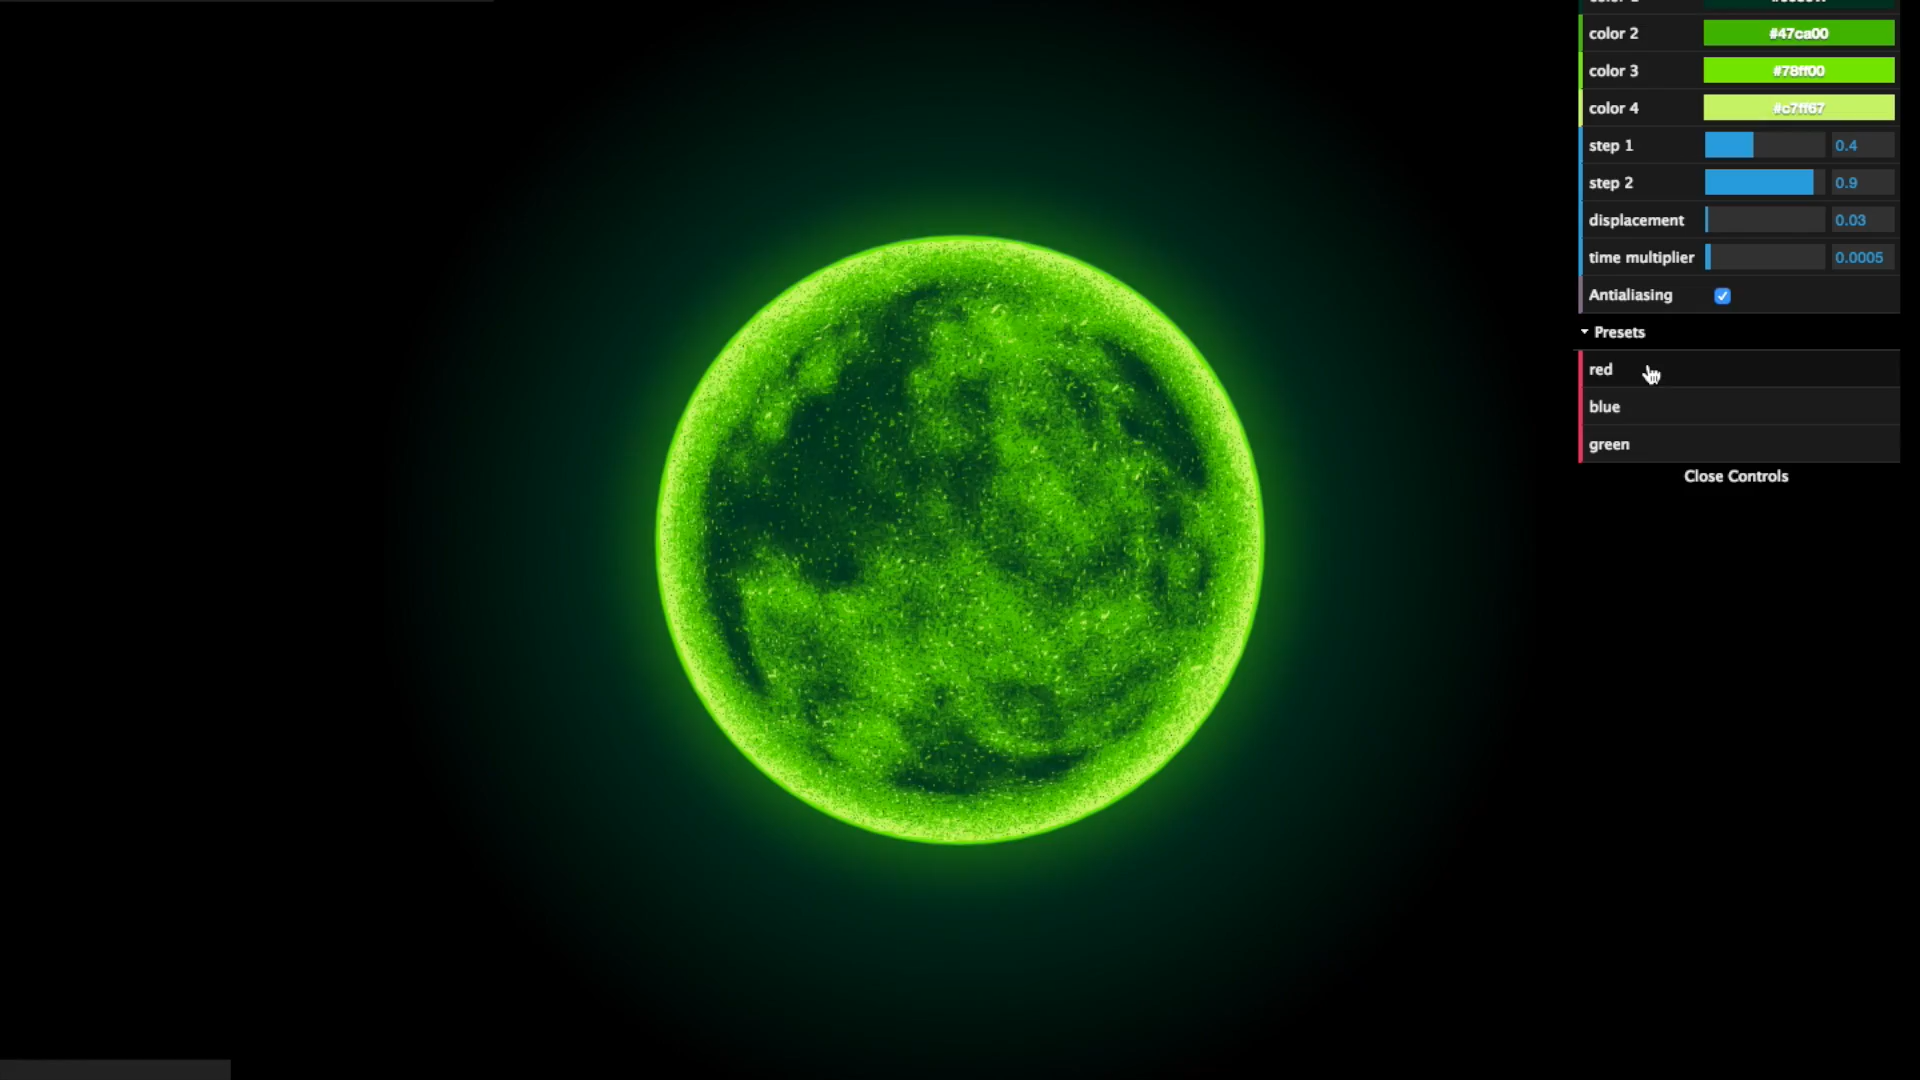 color 2 #47ca00
color 3 #78ff00
color 4 #c7ff67
step 1 0.4
step 2 0.9
displacement 0.03
time multiplier 0.0005
Antialiasing
Presets
red
blue
green
Close Controls